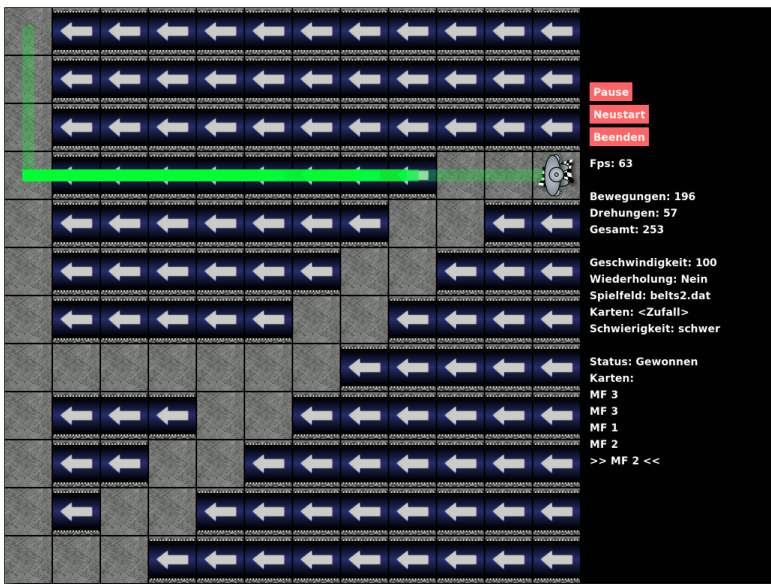 Pause
Neustart
Beenden
Fps: 63
Bewegungen: 196
Drehungen: 57
Gesamt: 253
Geschwindigkeit: 100
Wiederholung: Nein
Spielfeld: belts2.dat
Karten: <Zufall>
Schwierigkeit: schwer
Status: Gewonnen
Karten:
MF 3
MF 3
MF 1
MF 2
>> MF 2 <<